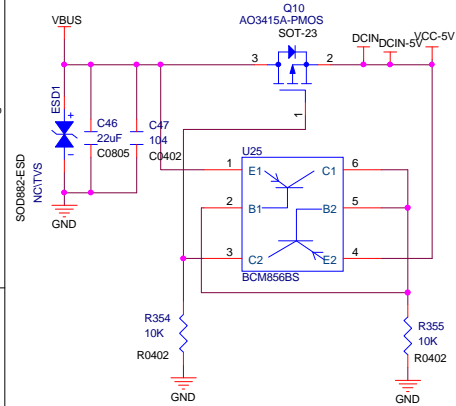 Q10
AO3415A-PMOS
SOT-23
VBUS
DCIN
DCIN-5V
VCC-5V
3
2
1
ESD1
+
-
SOD882-ESD
NC\TVS
C46
22uF
C0805
C47
104
C0402
GND
U25
1
E1
C1
6
2
B1
B2
5
3
C2
E2
4
BCM856BS
R354
10K
R0402
GND
R355
10K
R0402
GND